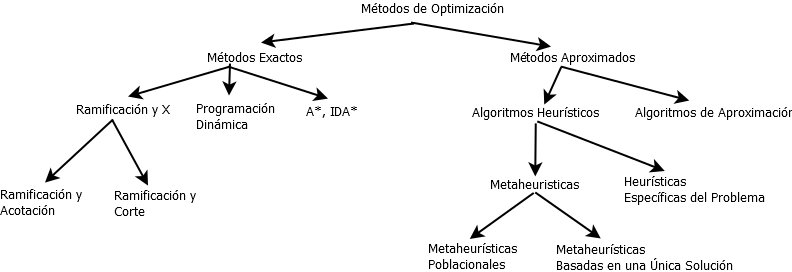 Métodos de Optimización
Métodos Exactos
Métodos Aproximados
Ramificación y X
Programación
Dinámica
A*, IDA*
Algoritmos Heurísticos
Algoritmos de Aproximación
Ramificación y
Acotación
Ramificación y
Corte
Metaheuristicas
Heurísticas
Específicas del Problema
Metaheurísticas
Poblacionales
Metaheurísticas
Basadas en una Única Solución